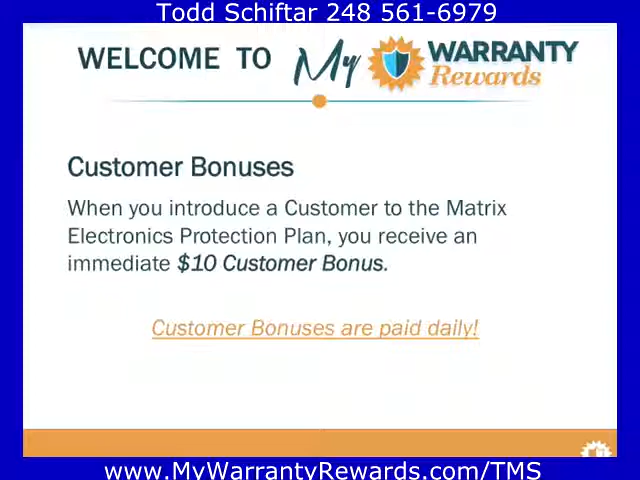 Todd Schiftar 248 561-6979
WELCOME TO My WARRANTY
Rewards
Customer Bonuses
When you introduce a Customer to the Matrix
Electronics Protection Plan, you receive an
immediate $10 Customer Bonus.
Customer Bonuses are paid daily!
www.MyWarrantyRewards.com/TMS